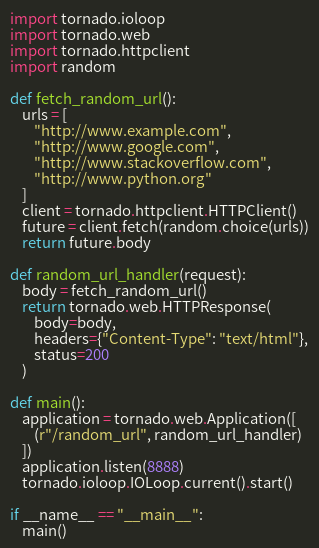 import tornado.ioloop
import tornado.web
import tornado.httpclient
import random

def fetch_random_url():
    urls = [
        "http://www.example.com",
        "http://www.google.com",
        "http://www.stackoverflow.com",
        "http://www.python.org"
    ]
    client = tornado.httpclient.HTTPClient()
    future = client.fetch(random.choice(urls))
    return future.body

def random_url_handler(request):
    body = fetch_random_url()
    return tornado.web.HTTPResponse(
        body=body,
        headers={"Content-Type": "text/html"},
        status=200
    )

def main():
    application = tornado.web.Application([
        (r"/random_url", random_url_handler)
    ])
    application.listen(8888)
    tornado.ioloop.IOLoop.current().start()

if __name__ == "__main__":
    main()